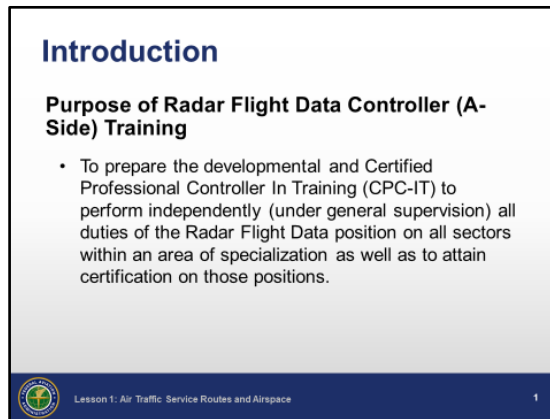 Introduction
Purpose of Radar Flight Data Controller (A-
Side) Training
• To prepare the developmental and Certified
Professional Controller In Training (CPC-IT) to
perform independently (under general supervision) all
duties of the Radar Flight Data position on all sectors
within an area of specialization as well as to attain
certification on those positions.
Lesson 1: Air Traffic Service Routes and Airspace
1